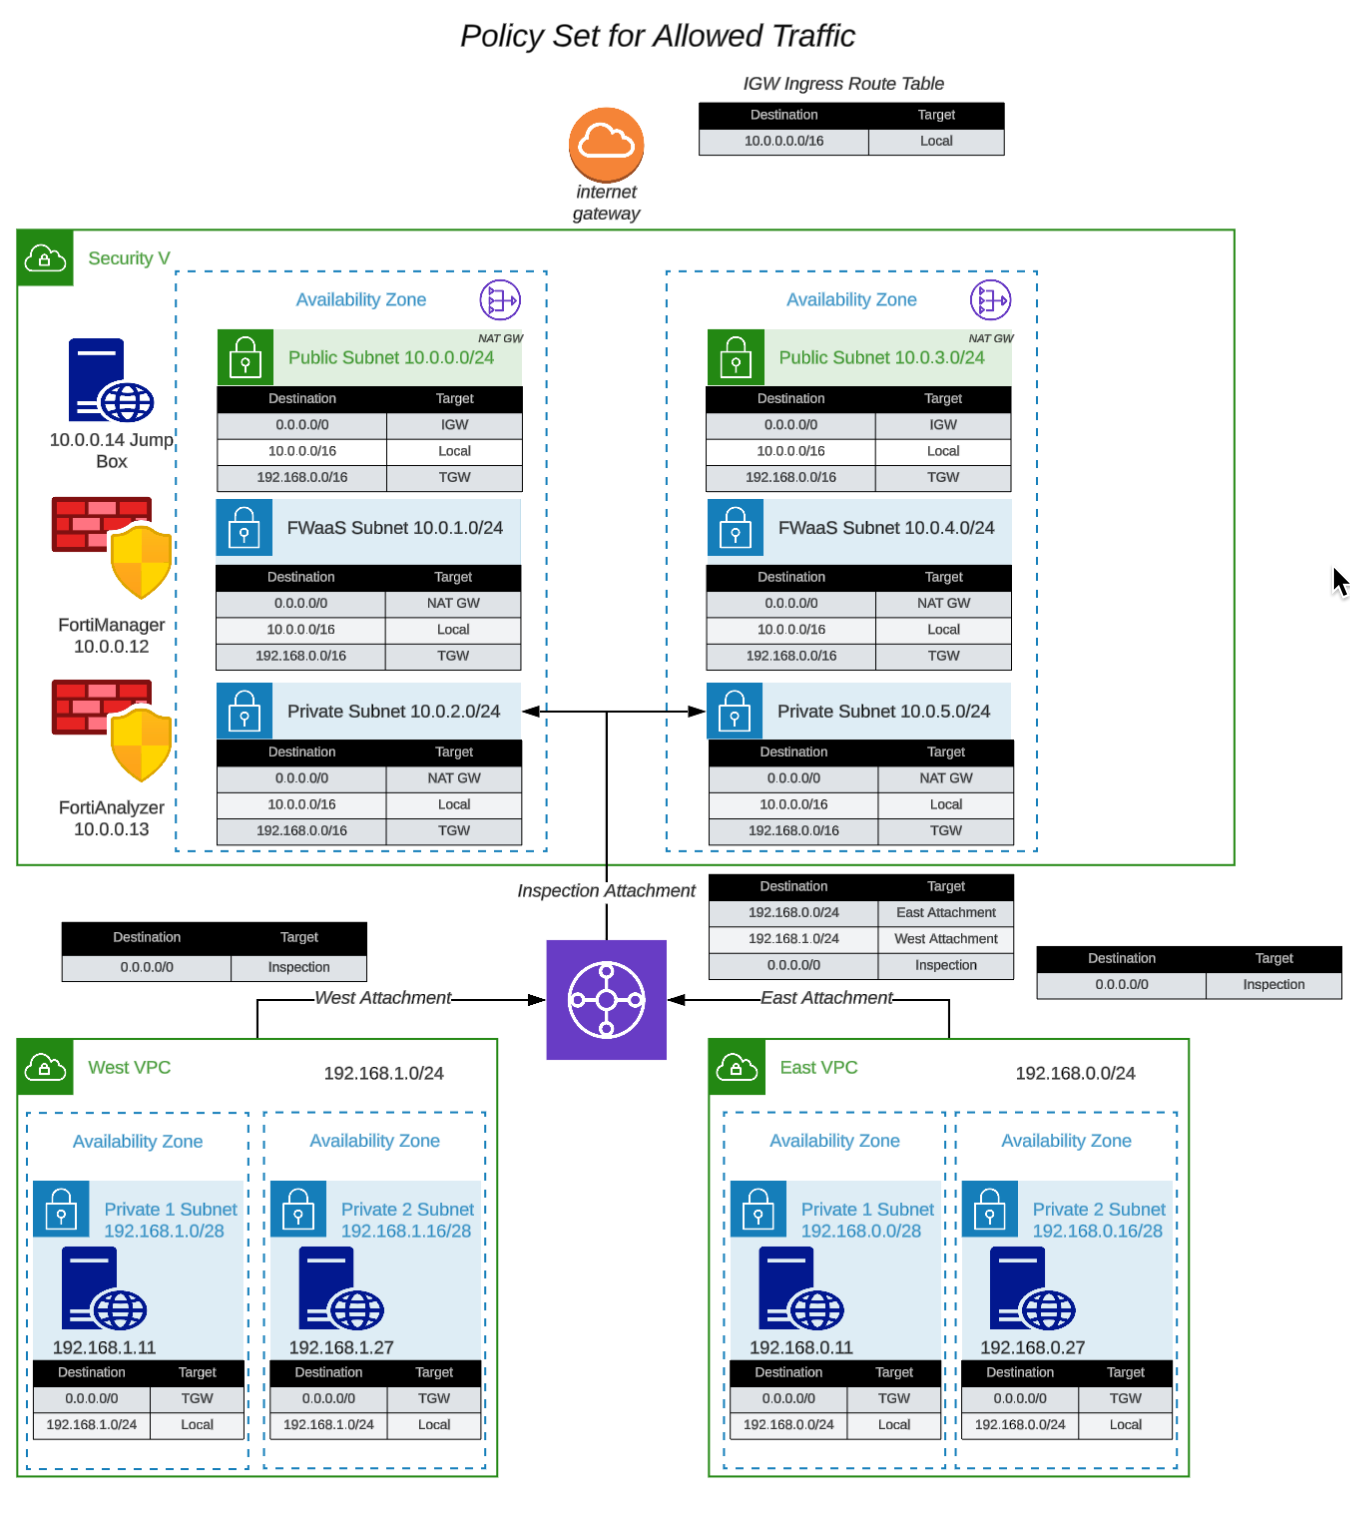 Policy Set for Allowed Traffic
IGW Ingress Route Table
Destination Target
10.0.0.0.0/16 Local
internet
gateway
Security V
Availability Zone
NAT GW
Public Subnet 10.0.0.0/24
Destination Target
0.0.0.0/0 IGW
10.0.0.0/16 Local
192.168.0.0/16 TGW
FWaaS Subnet 10.0.1.0/24
Destination Target
0.0.0.0/0 NAT GW
10.0.0.0/16 Local
192.168.0.0/16 TGW
Private Subnet 10.0.2.0/24
Destination Target
0.0.0.0/0 NAT GW
10.0.0.0/16 Local
192.168.0.0/16 TGW
Availability Zone
NAT GW
Public Subnet 10.0.3.0/24
Destination Target
0.0.0.0/0 IGW
10.0.0.0/16 Local
192.168.0.0/16 TGW
FWaaS Subnet 10.0.4.0/24
Destination Target
0.0.0.0/0 NAT GW
10.0.0.0/16 Local
192.168.0.0/16 TGW
Private Subnet 10.0.5.0/24
Destination Target
0.0.0.0/0 NAT GW
10.0.0.0/16 Local
192.168.0.0/16 TGW
10.0.0.14 Jump
Box
FortiManager
10.0.0.12
FortiAnalyzer
10.0.0.13
Inspection Attachment
Destination Target
192.168.0.0/24 East Attachment
192.168.1.0/24 West Attachment
0.0.0.0/0 Inspection
Destination Target
0.0.0.0/0 Inspection
Destination Target
0.0.0.0/0 Inspection
West Attachment
East Attachment
West VPC
192.168.1.0/24
Availability Zone
Private 1 Subnet
192.168.1.0/28
192.168.1.11
Destination Target
0.0.0.0/0 TGW
192.168.1.0/24 Local
Availability Zone
Private 2 Subnet
192.168.1.16/28
192.168.1.27
Destination Target
0.0.0.0/0 TGW
192.168.1.0/24 Local
East VPC
192.168.0.0/24
Availability Zone
Private 1 Subnet
192.168.0.0/28
192.168.0.11
Destination Target
0.0.0.0/0 TGW
192.168.0.0/24 Local
Availability Zone
Private 2 Subnet
192.168.0.16/28
192.168.0.27
Destination Target
0.0.0.0/0 TGW
192.168.0.0/24 Local